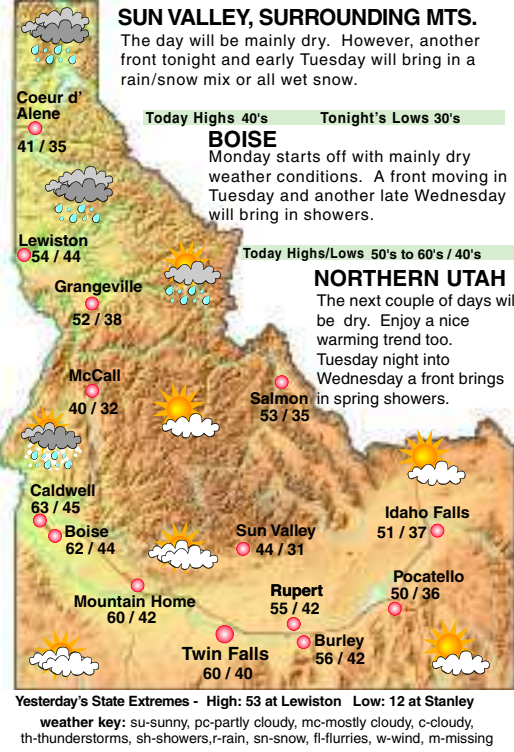 SUN VALLEY, SURROUNDING MTS.
The day will be mainly dry. However, another
front tonight and early Tuesday will bring in a
rain/snow mix or all wet snow.
Today Highs 40's Tonight's Lows 30's
BOISE
Monday starts off with mainly dry
weather conditions. A front moving in
Tuesday and another late Wednesday
will bring in showers.
Today Highs/Lows 50's to 60's / 40's
NORTHERN UTAH
The next couple of days wil
be dry. Enjoy a nice
warming trend too.
Tuesday night into
Wednesday a front brings
in spring showers.
Coeur d'
Alene
41 / 35
Lewiston
54 / 44
Grangeville
52 / 38
McCall
40 / 32
Salmon
53 / 35
Caldwell
63 / 45
Boise
62 / 44
Sun Valley
44 / 31
Idaho Falls
51 / 37
Pocatello
50 / 36
Mountain Home
60 / 42
Rupert
55 / 42
Burley
56 / 42
Twin Falls
60 / 40
Yesterday's State Extremes - High: 53 at Lewiston Low: 12 at Stanley
weather key: su-sunny, pc-partly cloudy, mc-mostly cloudy, c-cloudy,
th-thunderstorms, sh-showers,r-rain, sn-snow, fl-flurries, w-wind, m-missing